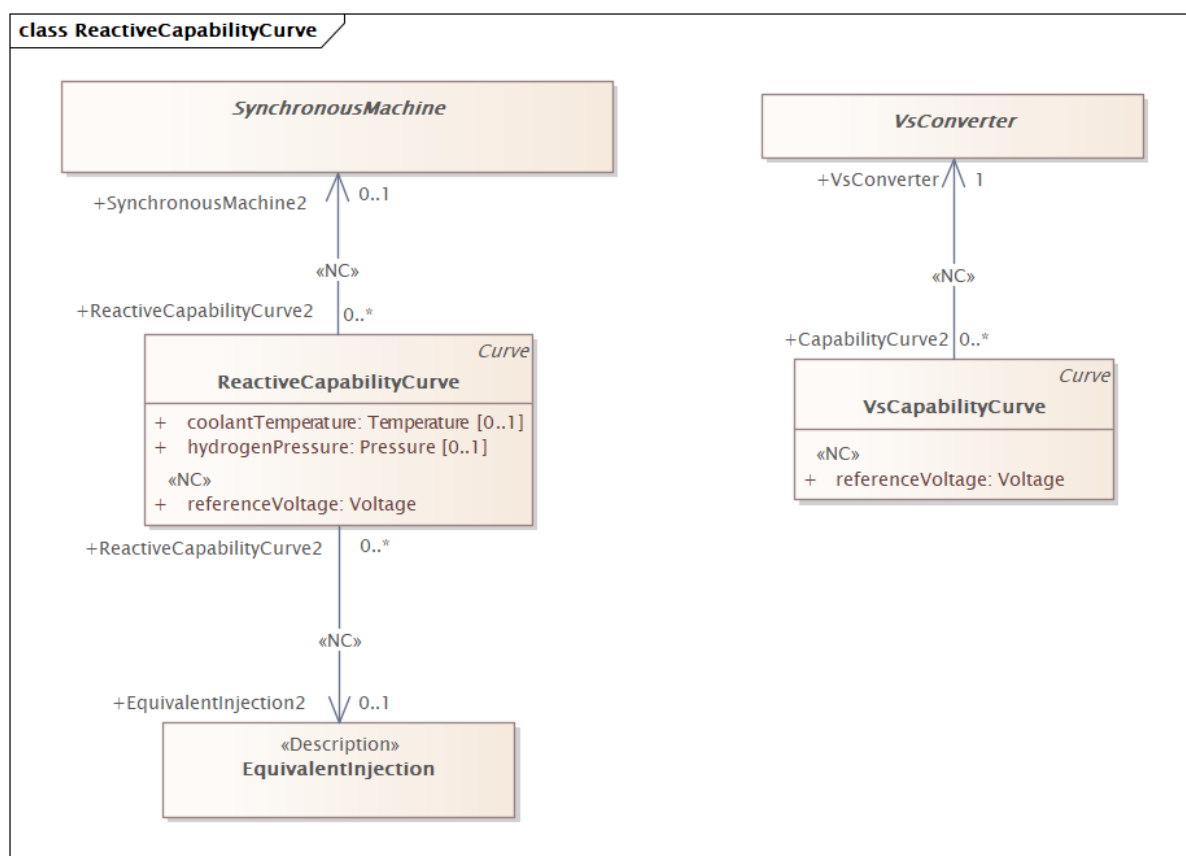 class ReactiveCapabilityCurve
SynchronousMachine
+SynchronousMachine2
0..1
«NC»
+ReactiveCapabilityCurve2
0..*
Curve
ReactiveCapabilityCurve
+ coolantTemperature: Temperature [0..1]
+ hydrogenPressure: Pressure [0..1]
«NC»
+ referenceVoltage: Voltage
+ReactiveCapabilityCurve2
0..*
«NC»
+EquivalentInjection2
0..1
«Description»
EquivalentInjection
VsConverter
+VsConverter
1
«NC»
+CapabilityCurve2
0..*
Curve
VsCapabilityCurve
«NC»
+ referenceVoltage: Voltage